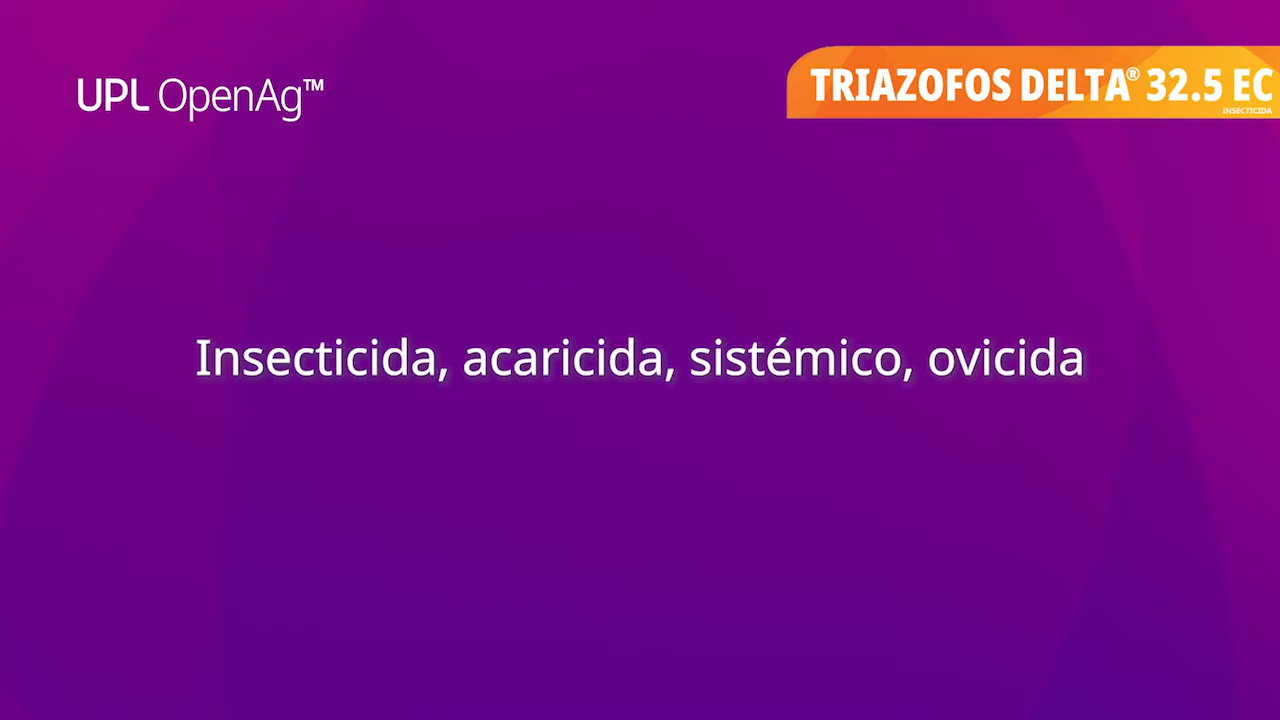 UPL OpenAg™
TRIAZOFOS DELTA® 32.5 EC
INSECTICIDA
Insecticida, acaricida, sistémico, ovicida